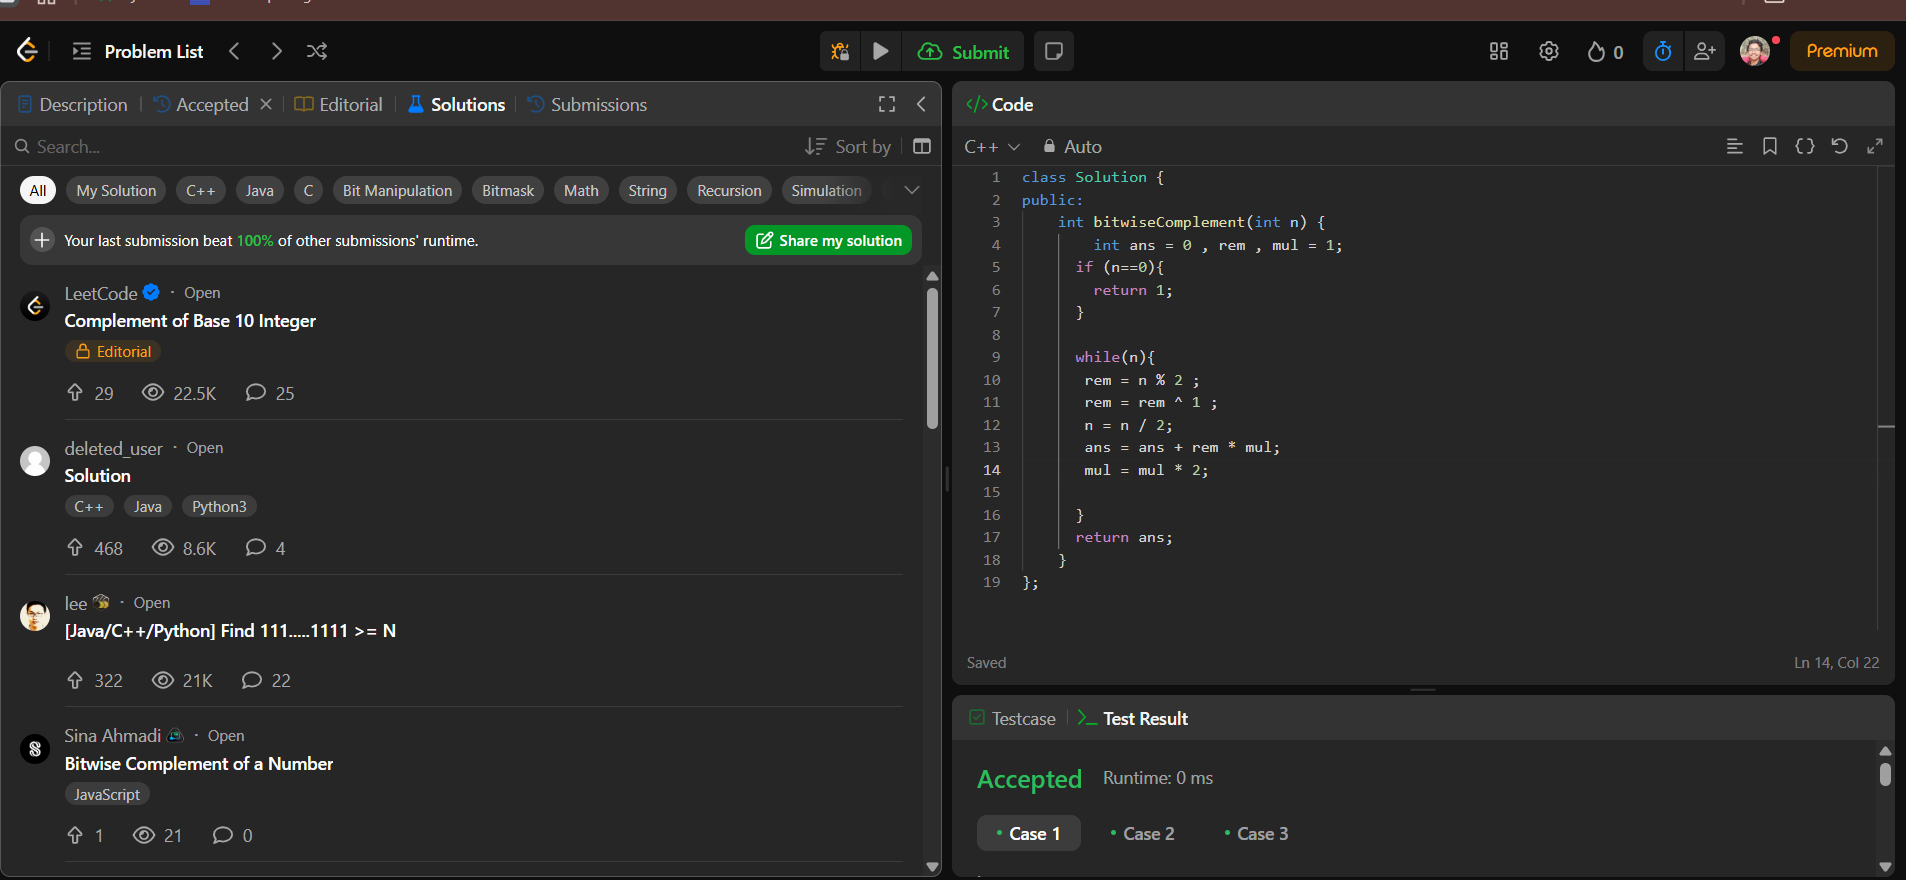 Problem List
Submit
0
Premium
Description
Accepted
Editorial
Solutions
Submissions
Search...
Sort by
All
My Solution
C++
Java
C
Bit Manipulation
Bitmask
Math
String
Recursion
Simulation
Your last submission beat 100% of other submissions' runtime.
Share my solution
LeetCode · Open
Complement of Base 10 Integer
Editorial
29 22.5K 25
deleted_user · Open
Solution
C++ Java Python3
468 8.6K 4
lee · Open
[Java/C++/Python] Find 111.....1111 >= N
322 21K 22
Sina Ahmadi · Open
Bitwise Complement of a Number
JavaScript
1 21 0
</> Code
C++ Auto
1 class Solution {
2 public:
3 int bitwiseComplement(int n) {
4 int ans = 0 , rem , mul = 1;
5 if (n==0){
6 return 1;
7 }
8
9 while(n){
10 rem = n % 2 ;
11 rem = rem ^ 1 ;
12 n = n / 2;
13 ans = ans + rem * mul;
14 mul = mul * 2;
15
16 }
17 return ans;
18 }
19 };
Saved
Ln 14, Col 22
Testcase
Test Result
Accepted Runtime: 0 ms
Case 1 Case 2 Case 3